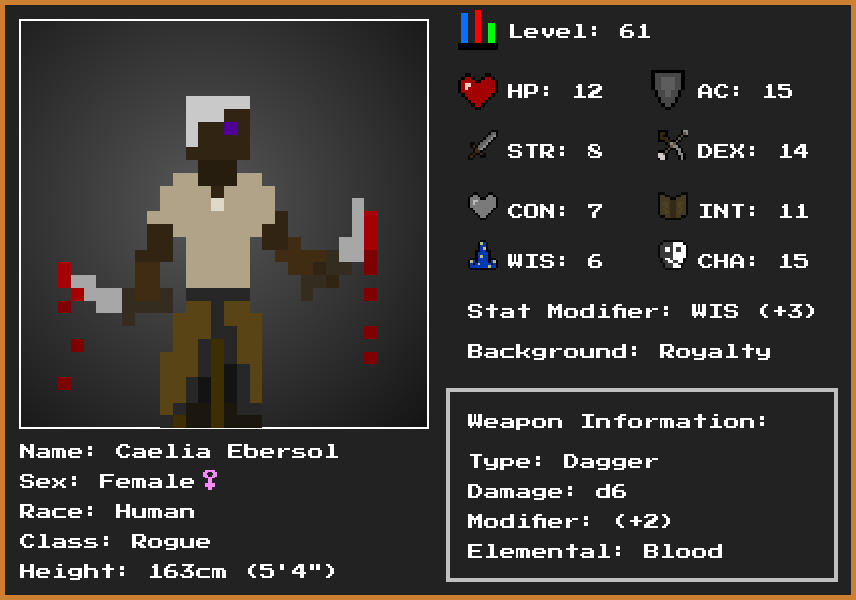 Level: 61
HP: 12 AC: 15
STR: 8 DEX: 14
CON: 7 INT: 11
WIS: 6 CHA: 15
Stat Modifier: WIS (+3)
Background: Royalty
Weapon Information:
Type: Dagger
Damage: d6
Modifier: (+2)
Elemental: Blood
Name: Caelia Ebersol
Sex: Female♀
Race: Human
Class: Rogue
Height: 163cm (5'4")